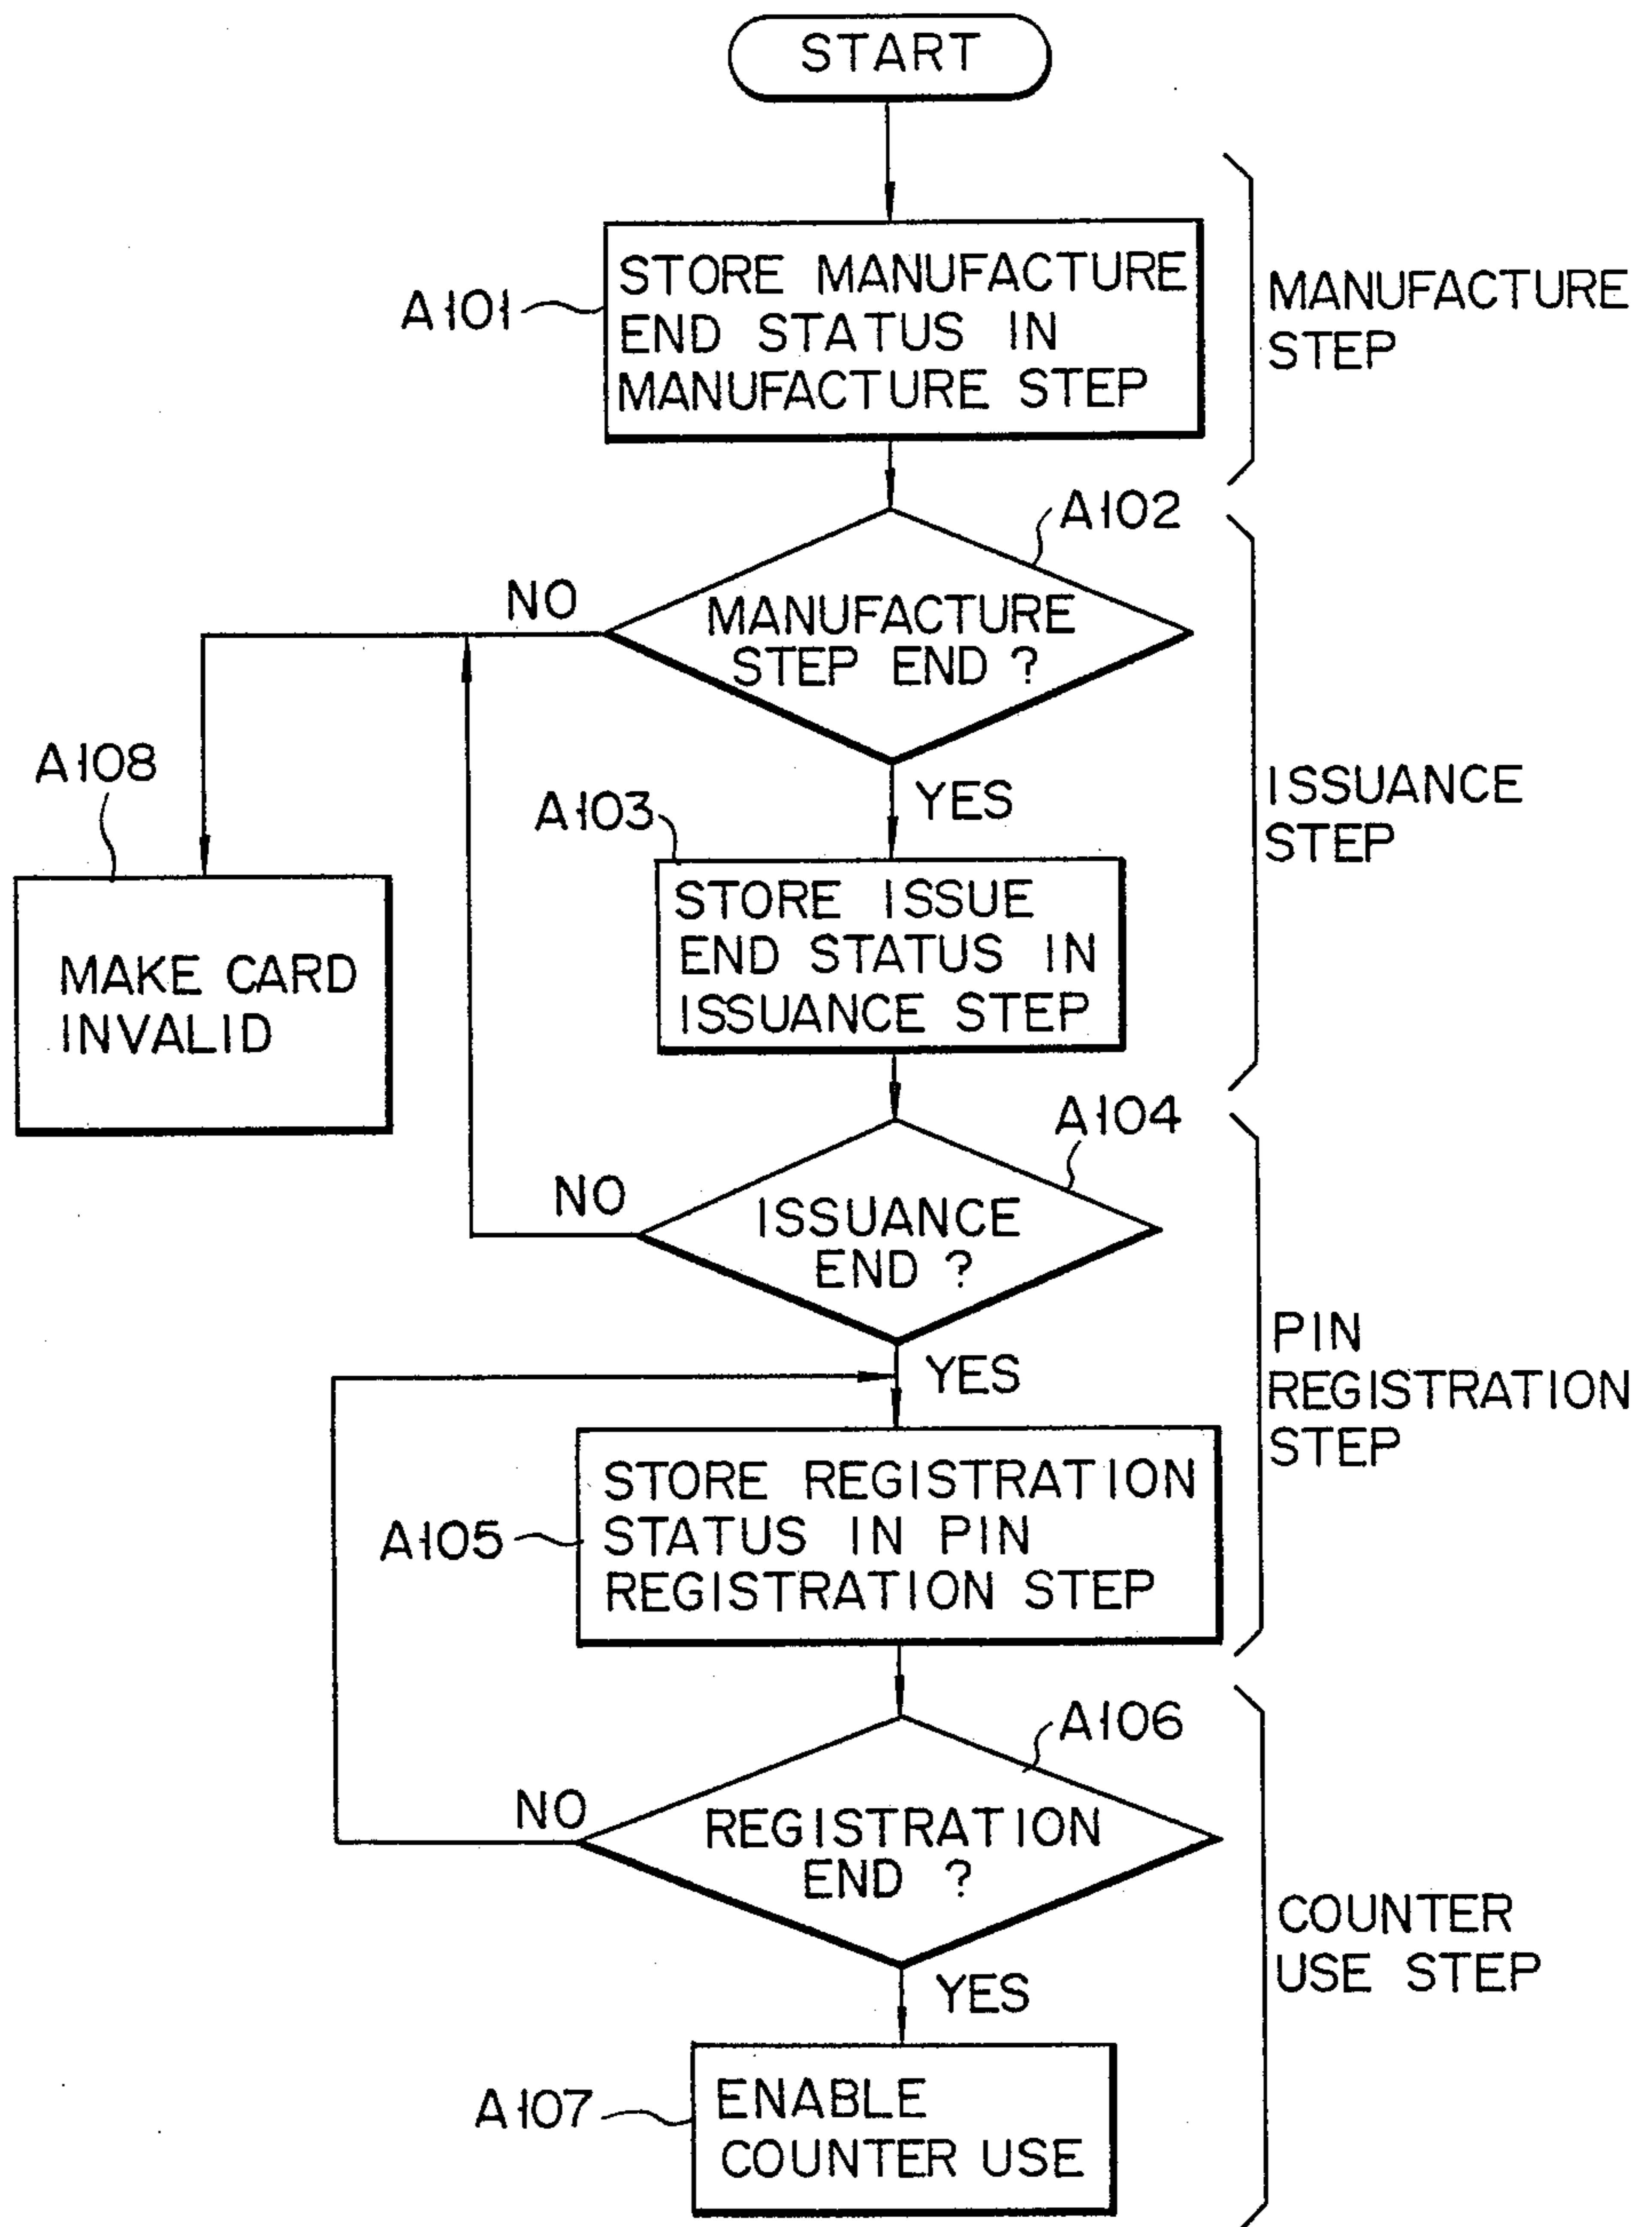 START
STORE MANUFACTURE
END STATUS IN
MANUFACTURE STEP
A101
MANUFACTURE
STEP
A102
NO
MANUFACTURE
STEP END ?
YES
A108
MAKE CARD
INVALID
A103
STORE ISSUE
END STATUS IN
ISSUANCE STEP
ISSUANCE
STEP
A104
NO
ISSUANCE
END ?
YES
PIN
REGISTRATION
STEP
A105
STORE REGISTRATION
STATUS IN PIN
REGISTRATION STEP
A106
NO
REGISTRATION
END ?
YES
COUNTER
USE STEP
A107
ENABLE
COUNTER USE